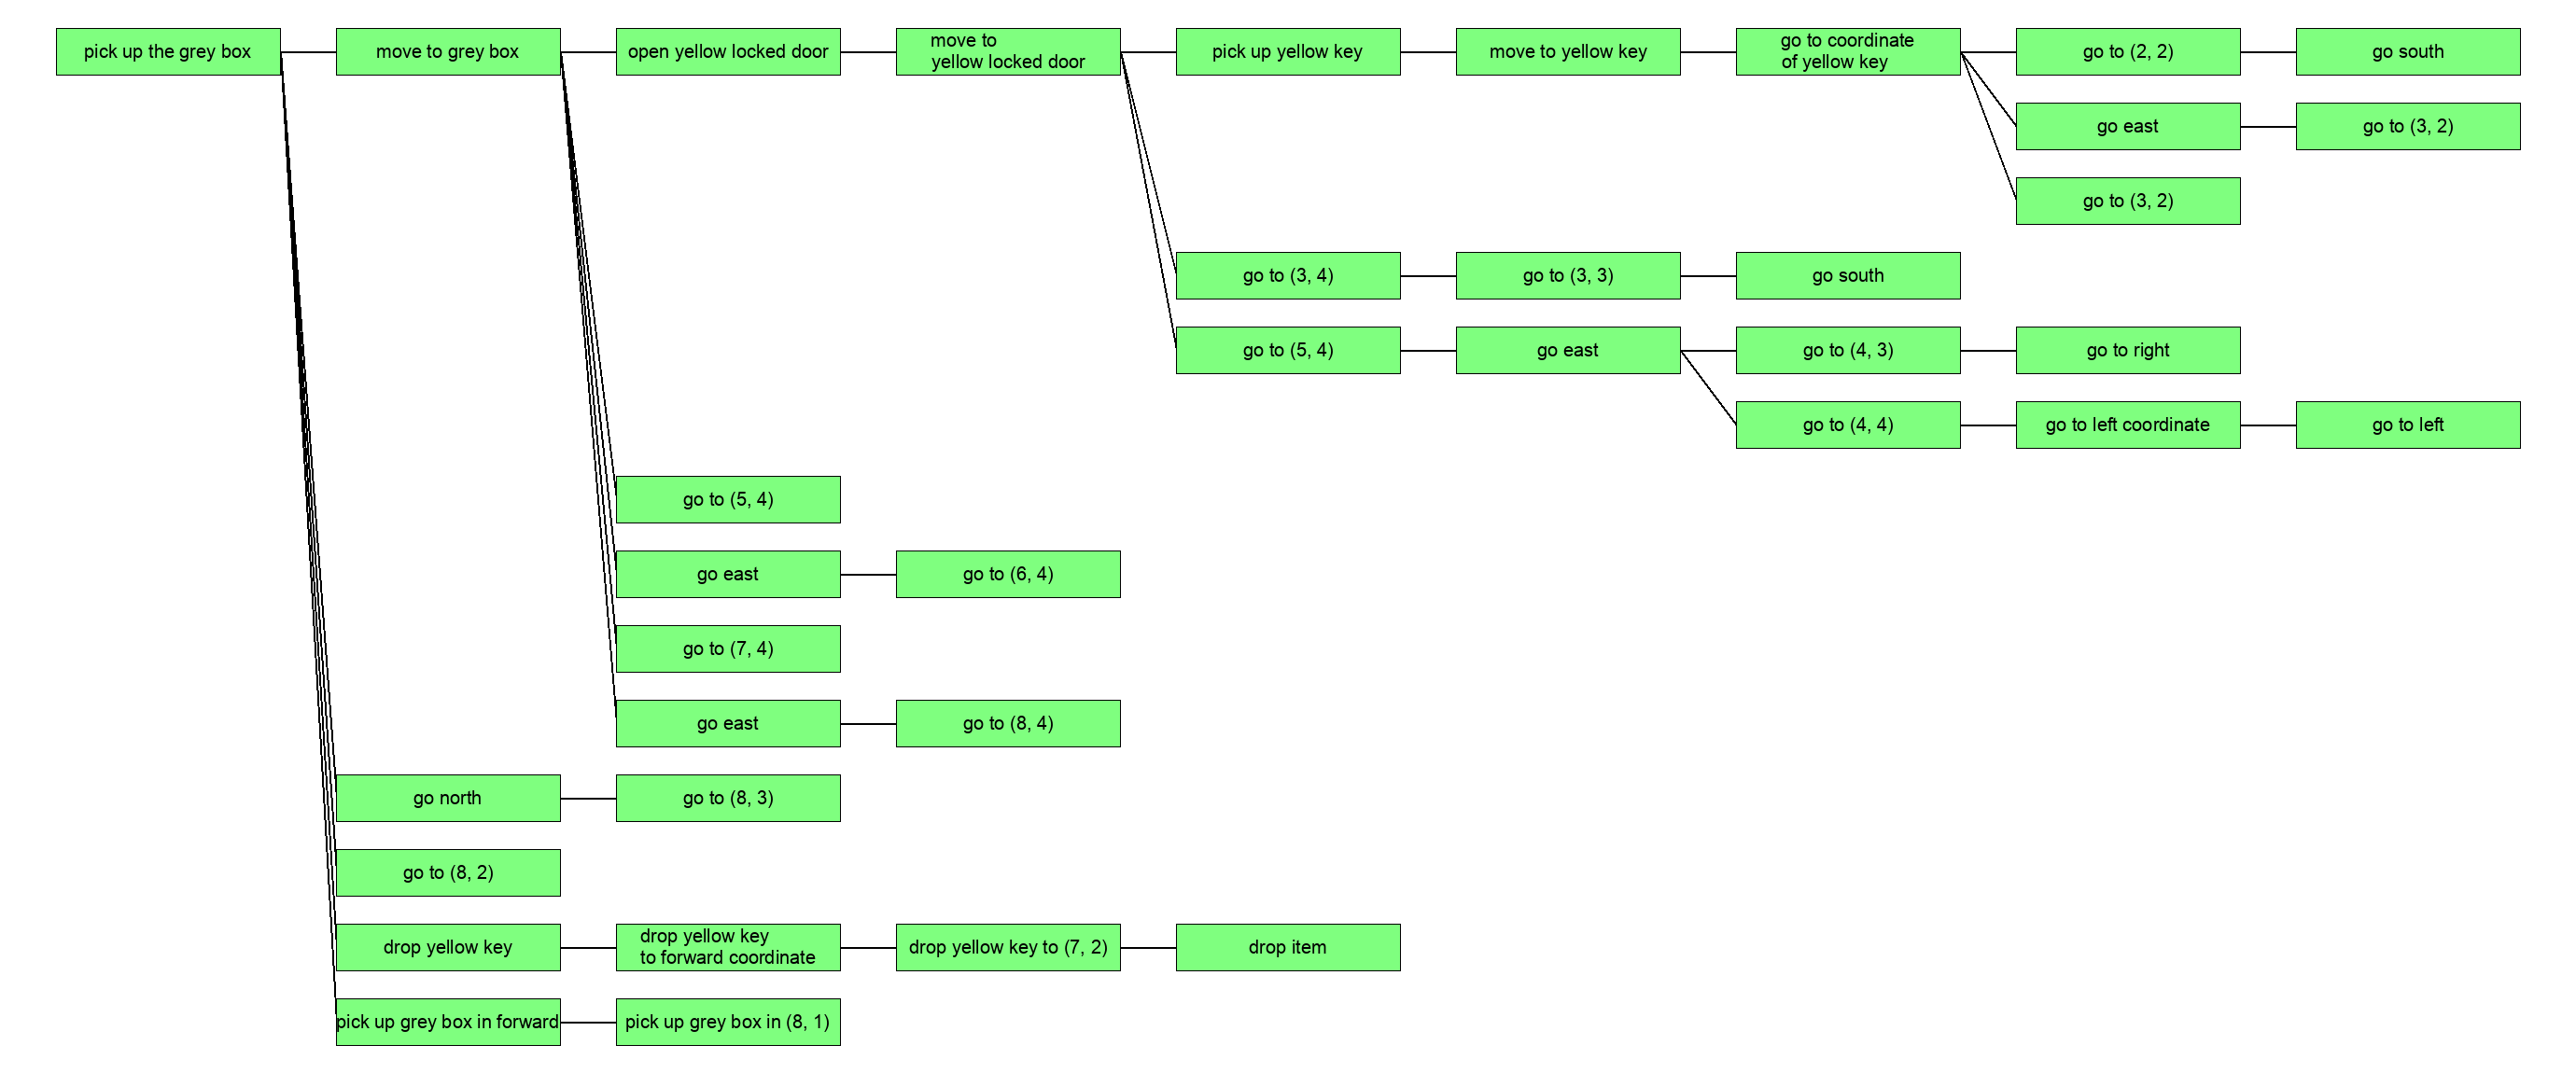 pick up the grey box
move to grey box
open yellow locked door
move to
yellow locked door
pick up yellow key
move to yellow key
go to coordinate
of yellow key
go to (2, 2)
go south
go east
go to (3, 2)
go to (3, 2)
go to (3, 4)
go to (3, 3)
go south
go to (5, 4)
go east
go to (4, 3)
go to right
go to (4, 4)
go to left coordinate
go to left
go to (5, 4)
go east
go to (6, 4)
go to (7, 4)
go east
go to (8, 4)
go north
go to (8, 3)
go to (8, 2)
drop yellow key
drop yellow key
to forward coordinate
drop yellow key to (7, 2)
drop item
pick up grey box in forward
pick up grey box in (8, 1)